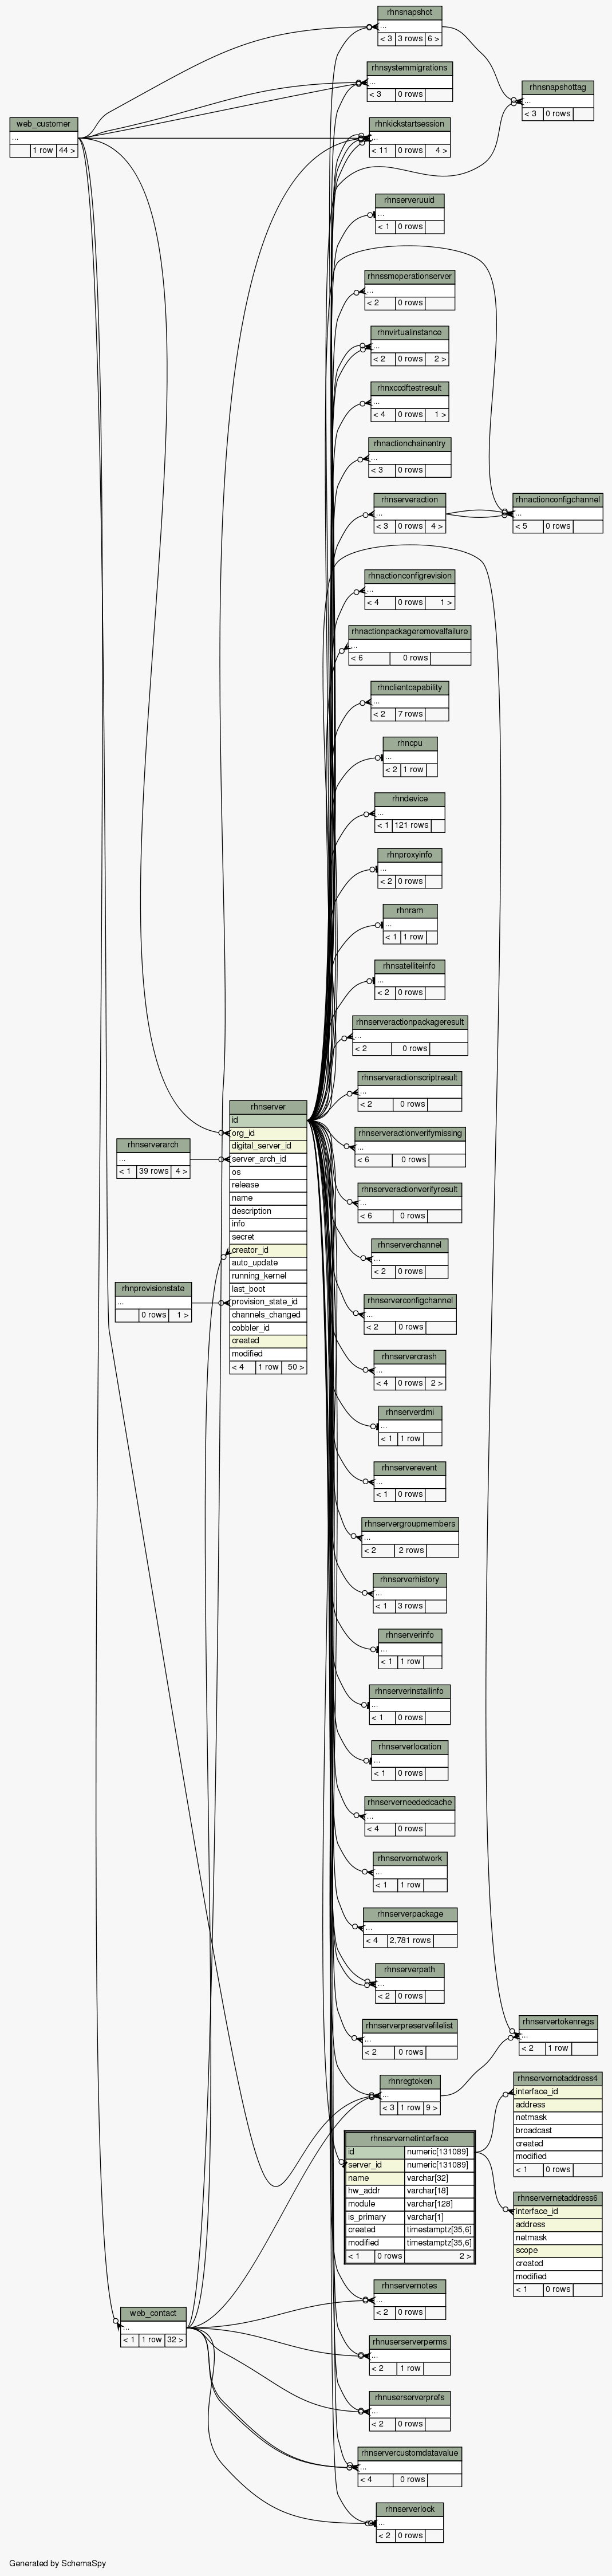 rhnsnapshot
...
< 3 3 rows 6 >
rhnsystemmigrations
...
< 3 0 rows
rhnsnapshottag
...
< 3 0 rows
web_customer
...
1 row 44 >
rhnkickstartsession
...
< 11 0 rows 4 >
rhnserveruuid
...
< 1 0 rows
rhnssmoperationserver
...
< 2 0 rows
rhnvirtualinstance
...
< 2 0 rows 2 >
rhnxccdftestresult
...
< 4 0 rows 1 >
rhnactionchainentry
...
< 3 0 rows
rhnserveraction
...
< 3 0 rows 4 >
rhnactionconfigchannel
...
< 5 0 rows
rhnactionconfigrevision
...
< 4 0 rows 1 >
rhnactionpackageremovalfailure
...
< 6 0 rows
rhnclientcapability
...
< 2 7 rows
rhncpu
...
< 2 1 row
rhndevice
...
< 1 121 rows
rhnproxyinfo
...
< 2 0 rows
rhnram
...
< 1 1 row
rhnsatelliteinfo
...
< 2 0 rows
rhnserveractionpackageresult
...
< 2 0 rows
rhnserveractionscriptresult
...
< 2 0 rows
rhnserveractionverifymissing
...
< 6 0 rows
rhnserveractionverifyresult
...
< 6 0 rows
rhnserver
id
org_id
digital_server_id
server_arch_id
os
release
name
description
info
secret
creator_id
auto_update
running_kernel
last_boot
provision_state_id
channels_changed
cobbler_id
created
modified
< 4 1 row 50 >
rhnserverarch
...
< 1 39 rows 4 >
rhnprovisionstate
...
0 rows 1 >
rhnserverchannel
...
< 2 0 rows
rhnserverconfigchannel
...
< 2 0 rows
rhnservercrash
...
< 4 0 rows 2 >
rhnserverdmi
...
< 1 1 row
rhnserverevent
...
< 1 0 rows
rhnservergroupmembers
...
< 2 2 rows
rhnserverhistory
...
< 1 3 rows
rhnserverinfo
...
< 1 1 row
rhnserverinstallinfo
...
< 1 0 rows
rhnserverlocation
...
< 1 0 rows
rhnserverneededcache
...
< 4 0 rows
rhnservernetwork
...
< 1 1 row
rhnserverpackage
...
< 4 2,781 rows
rhnserverpath
...
< 2 0 rows
rhnserverpreservefilelist
...
< 2 0 rows
rhnservertokenregs
...
< 2 1 row
rhnregtoken
...
< 3 1 row 9 >
rhnservernetaddress4
interface_id
address
netmask
broadcast
created
modified
< 1 0 rows
rhnservernetinterface
id numeric[131089]
server_id numeric[131089]
name varchar[32]
hw_addr varchar[18]
module varchar[128]
is_primary varchar[1]
created timestamptz[35,6]
modified timestamptz[35,6]
< 1 0 rows 2 >
rhnservernetaddress6
interface_id
address
netmask
scope
created
modified
< 1 0 rows
rhnservernotes
...
< 2 0 rows
web_contact
...
< 1 1 row 32 >
rhnuserserverperms
...
< 2 1 row
rhnuserserverprefs
...
< 2 0 rows
rhnservercustomdatavalue
...
< 4 0 rows
rhnserverlock
...
< 2 0 rows
Generated by SchemaSpy